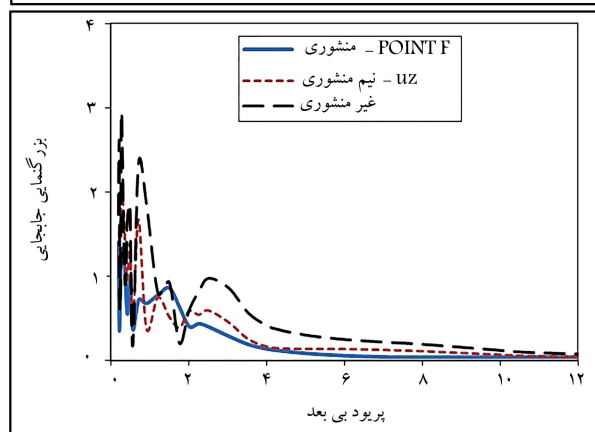 منشوری – POINT F
نیم منشوری – uz
غیر منشوری
بزرگنمایی جابجایی
۴
۳
۲
۱
۰
۰ ۲ ۴ ۶ ۸ ۱۰ ۱۲
پریود بی بعد